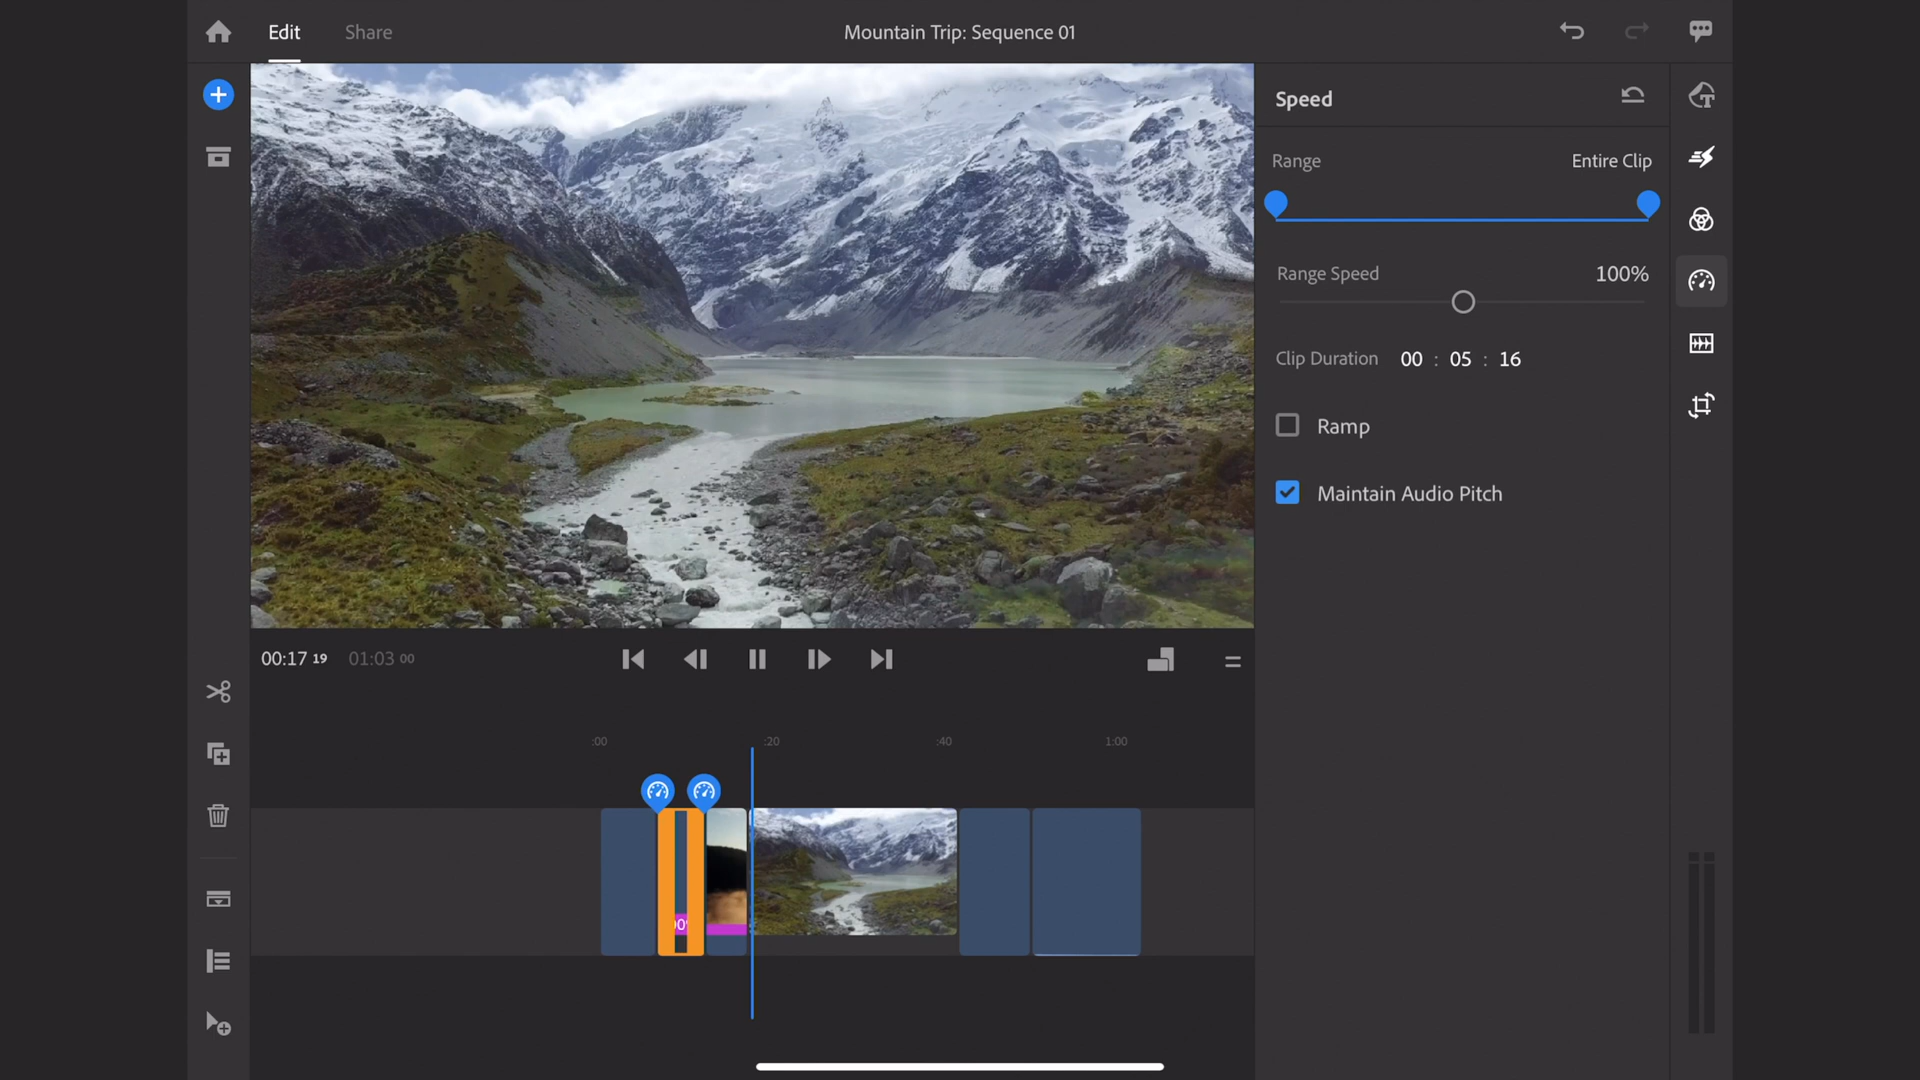 Edit
Share
Mountain Trip: Sequence 01
Speed
Range
Entire Clip
Range Speed
100%
Clip Duration 00 : 05 : 16
Ramp
Maintain Audio Pitch
00:17 19 01:03 00
:00
:20
:40
1:00